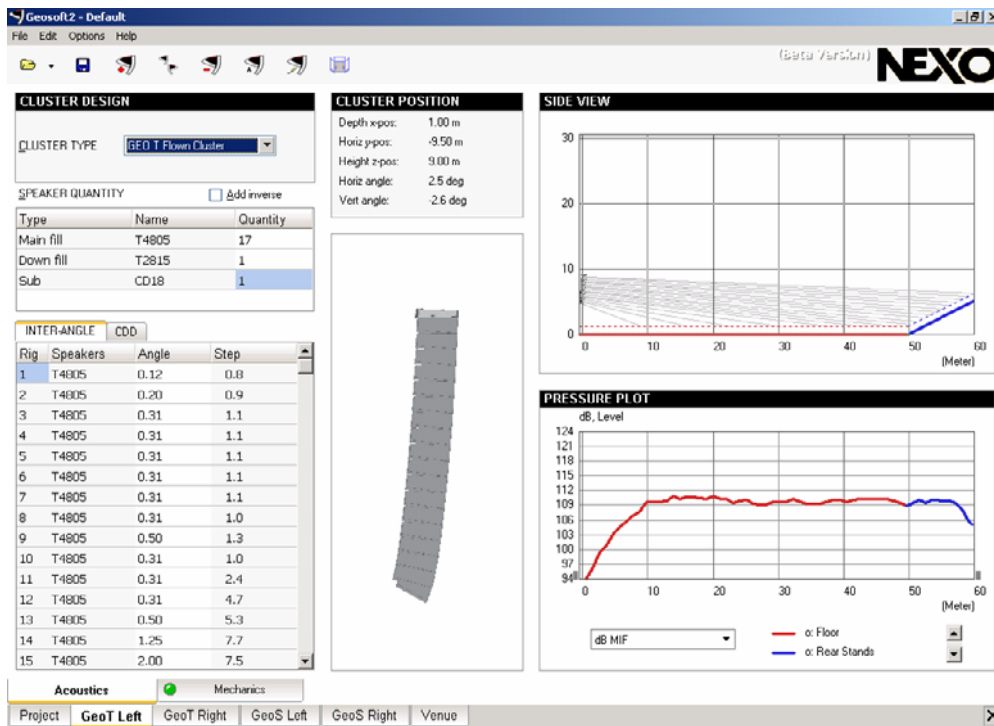 Geosoft2 - Default
File Edit Options Help
(Beta Version) NEXO
CLUSTER DESIGN
CLUSTER TYPE GEO T Flown Cluster
SPEAKER QUANTITY Add inverse
Type Name Quantity
Main fill T4805 17
Down fill T2815 1
Sub CD18 1
INTER-ANGLE CDD
Rig Speakers Angle Step
1 T4805 0.12 0.8
2 T4805 0.20 0.9
3 T4805 0.31 1.1
4 T4805 0.31 1.1
5 T4805 0.31 1.1
6 T4805 0.31 1.1
7 T4805 0.31 1.1
8 T4805 0.31 1.0
9 T4805 0.50 1.3
10 T4805 0.31 1.0
11 T4805 0.31 2.4
12 T4805 0.31 4.7
13 T4805 0.50 5.3
14 T4805 1.25 7.7
15 T4805 2.00 7.5
CLUSTER POSITION
Depth x-pos: 1.00 m
Horiz y-pos: -9.50 m
Height z-pos: 9.00 m
Horiz angle: 2.5 deg
Vert angle: -2.6 deg
SIDE VIEW
30
20
10
0
0 10 20 30 40 50 60
(Meter)
PRESSURE PLOT
dB, Level
124
121
118
115
112
109
106
103
100
97
94
0 10 20 30 40 50 60
(Meter)
dB MIF
o: Floor
o: Rear Stands
Acoustics Mechanics
Project GeoT Left GeoT Right GeoS Left GeoS Right Venue